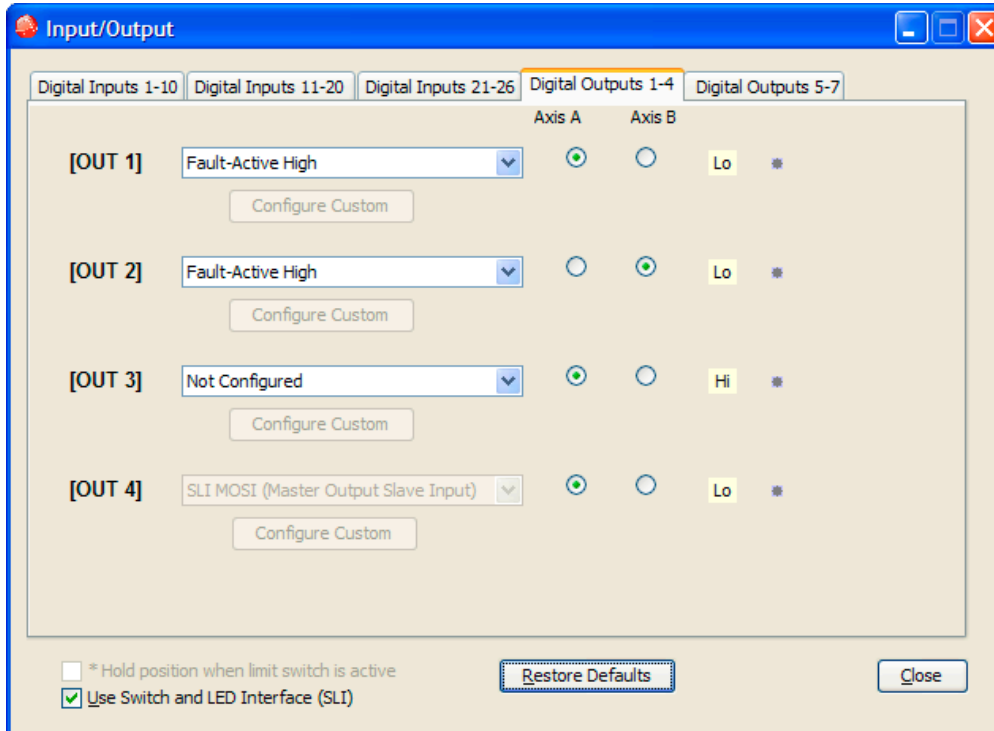 Input/Output
Digital Inputs 1-10 Digital Inputs 11-20 Digital Inputs 21-26 Digital Outputs 1-4 Digital Outputs 5-7
Axis A Axis B
[OUT 1] Fault-Active High Lo
Configure Custom
[OUT 2] Fault-Active High Lo
Configure Custom
[OUT 3] Not Configured Hi
Configure Custom
[OUT 4] SLI MOSI (Master Output Slave Input) Lo
Configure Custom
* Hold position when limit switch is active
Restore Defaults Close
Use Switch and LED Interface (SLI)